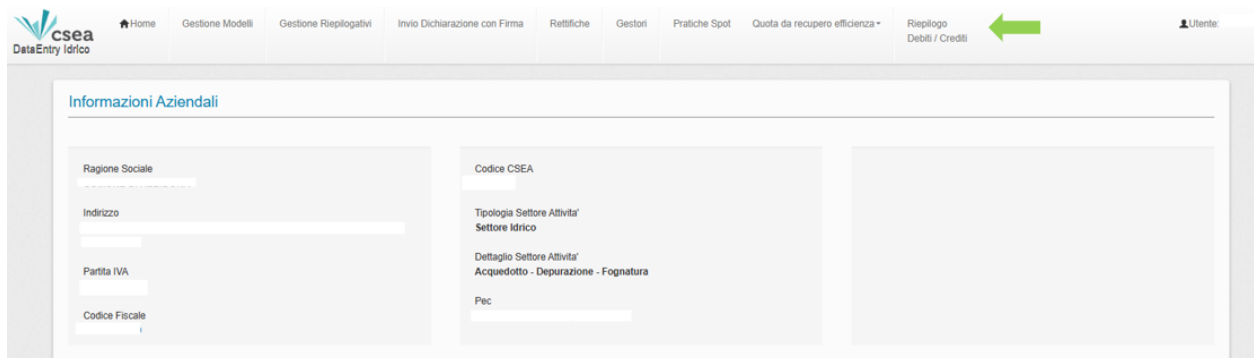 csea
DataEntry Idrico
Home
Gestione Modelli
Gestione Riepilogativi
Invio Dichiarazione con Firma
Rettifiche
Gestori
Pratiche Spot
Quota da recupero efficienza
Riepilogo
Debiti / Crediti
Utente:
Informazioni Aziendali
Ragione Sociale
Indirizzo
Partita IVA
Codice Fiscale
Codice CSEA
Tipologia Settore Attivita'
Settore Idrico
Dettaglio Settore Attivita'
Acquedotto - Depurazione - Fognatura
Pec